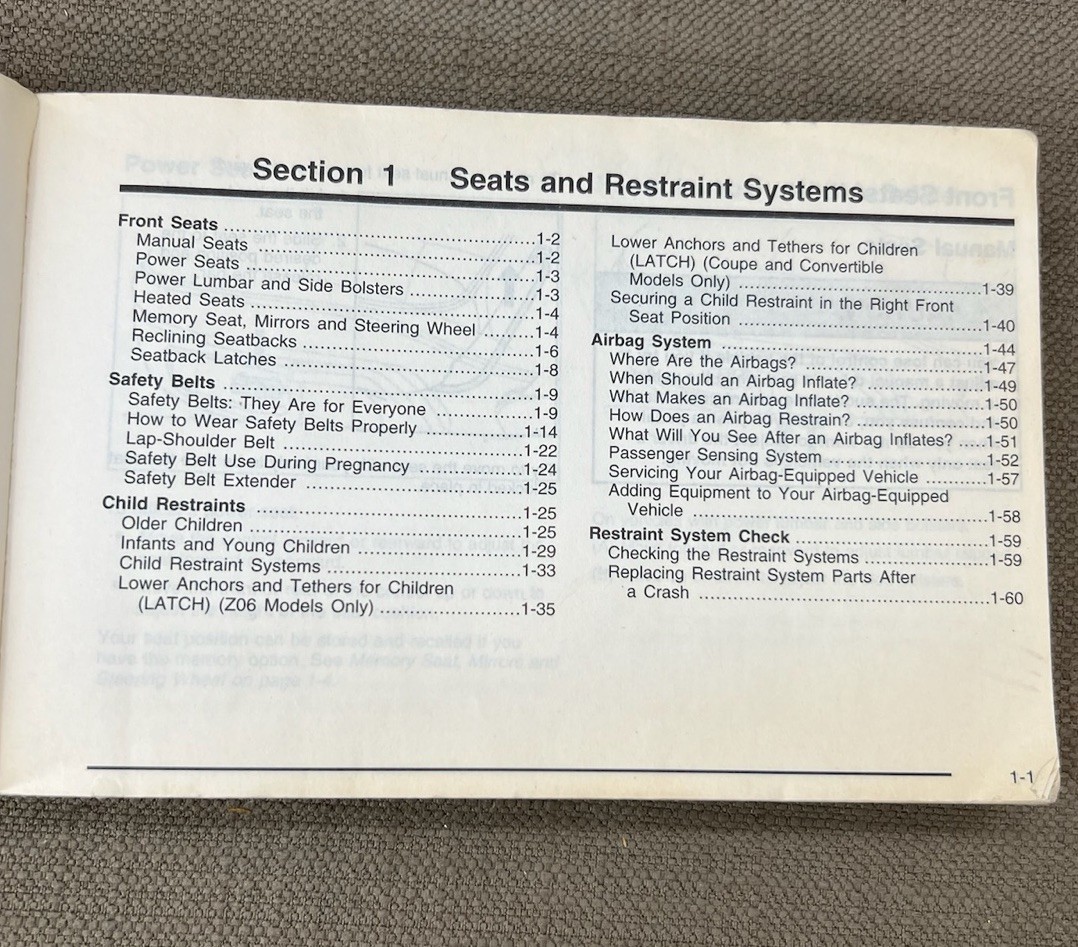 Section 1 Seats and Restraint Systems
Front Seats ......................................................1-2
Manual Seats ................................................1-2
Power Seats ..................................................1-3
Power Lumbar and Side Bolsters ......................1-3
Heated Seats .................................................1-4
Memory Seat, Mirrors and Steering Wheel .........1-4
Reclining Seatbacks ........................................1-6
Seatback Latches ...........................................1-8
Safety Belts ......................................................1-9
Safety Belts: They Are for Everyone ..................1-9
How to Wear Safety Belts Properly ..................1-14
Lap-Shoulder Belt .........................................1-22
Safety Belt Use During Pregnancy ...................1-24
Safety Belt Extender .....................................1-25
Child Restraints ..............................................1-25
Older Children ..............................................1-25
Infants and Young Children ............................1-29
Child Restraint Systems .................................1-33
Lower Anchors and Tethers for Children
(LATCH) (Z06 Models Only) ........................1-35
Lower Anchors and Tethers for Children
(LATCH) (Coupe and Convertible
Models Only) ............................................1-39
Securing a Child Restraint in the Right Front
Seat Position ............................................1-40
Airbag System .................................................1-44
Where Are the Airbags? .................................1-47
When Should an Airbag Inflate? ......................1-49
What Makes an Airbag Inflate? ........................1-50
How Does an Airbag Restrain? ........................1-50
What Will You See After an Airbag Inflates? ......1-51
Passenger Sensing System .............................1-52
Servicing Your Airbag-Equipped Vehicle ...........1-57
Adding Equipment to Your Airbag-Equipped
Vehicle ....................................................1-58
Restraint System Check ...................................1-59
Checking the Restraint Systems ......................1-59
Replacing Restraint System Parts After
a Crash ...................................................1-60
1-1